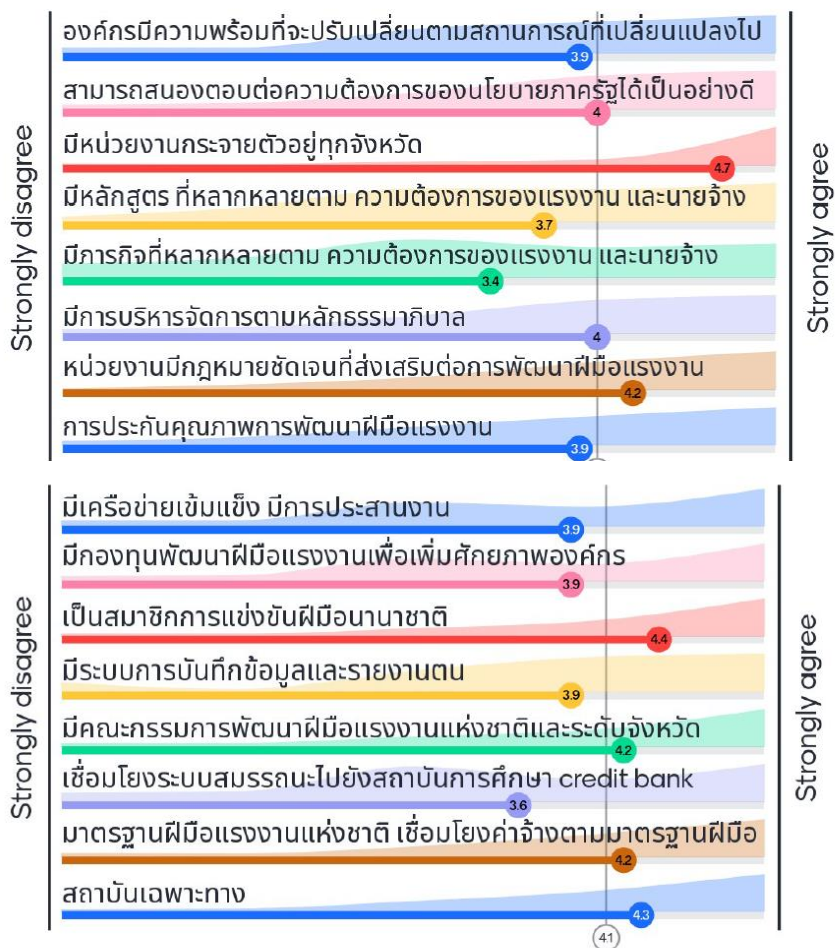 องค์กรมีความพร้อมที่จะปรับเปลี่ยนตามสถานการณ์ที่เปลี่ยนแปลงไป
3.9
สามารถสนองตอบต่อความต้องการของนโยบายภาครัฐได้เป็นอย่างดี
4
มีหน่วยงานกระจายตัวอยู่ทุกจังหวัด
4.7
มีหลักสูตร ที่หลากหลายตาม ความต้องการของแรงงาน และนายจ้าง
3.7
มีภารกิจที่หลากหลายตาม ความต้องการของแรงงาน และนายจ้าง
3.4
มีการบริหารจัดการตามหลักธรรมาภิบาล
4
หน่วยงานมีกฎหมายชัดเจนที่ส่งเสริมต่อการพัฒนาฝีมือแรงงาน
4.2
การประกันคุณภาพการพัฒนาฝีมือแรงงาน
3.9
Strongly disagree
Strongly agree
มีเครือข่ายเข้มแข็ง มีการประสานงาน
3.9
มีกองทุนพัฒนาฝีมือแรงงานเพื่อเพิ่มศักยภาพองค์กร
3.9
เป็นสมาชิกการแข่งขันฝีมือนานาชาติ
4.4
มีระบบการบันทึกข้อมูลและรายงานตน
3.9
มีคณะกรรมการพัฒนาฝีมือแรงงานแห่งชาติและระดับจังหวัด
4.2
เชื่อมโยงระบบสมรรถนะไปยังสถาบันการศึกษา credit bank
3.6
มาตรฐานฝีมือแรงงานแห่งชาติ เชื่อมโยงค่าจ้างตามมาตรฐานฝีมือ
4.2
สถาบันเฉพาะทาง
4.3
4.1
Strongly disagree
Strongly agree